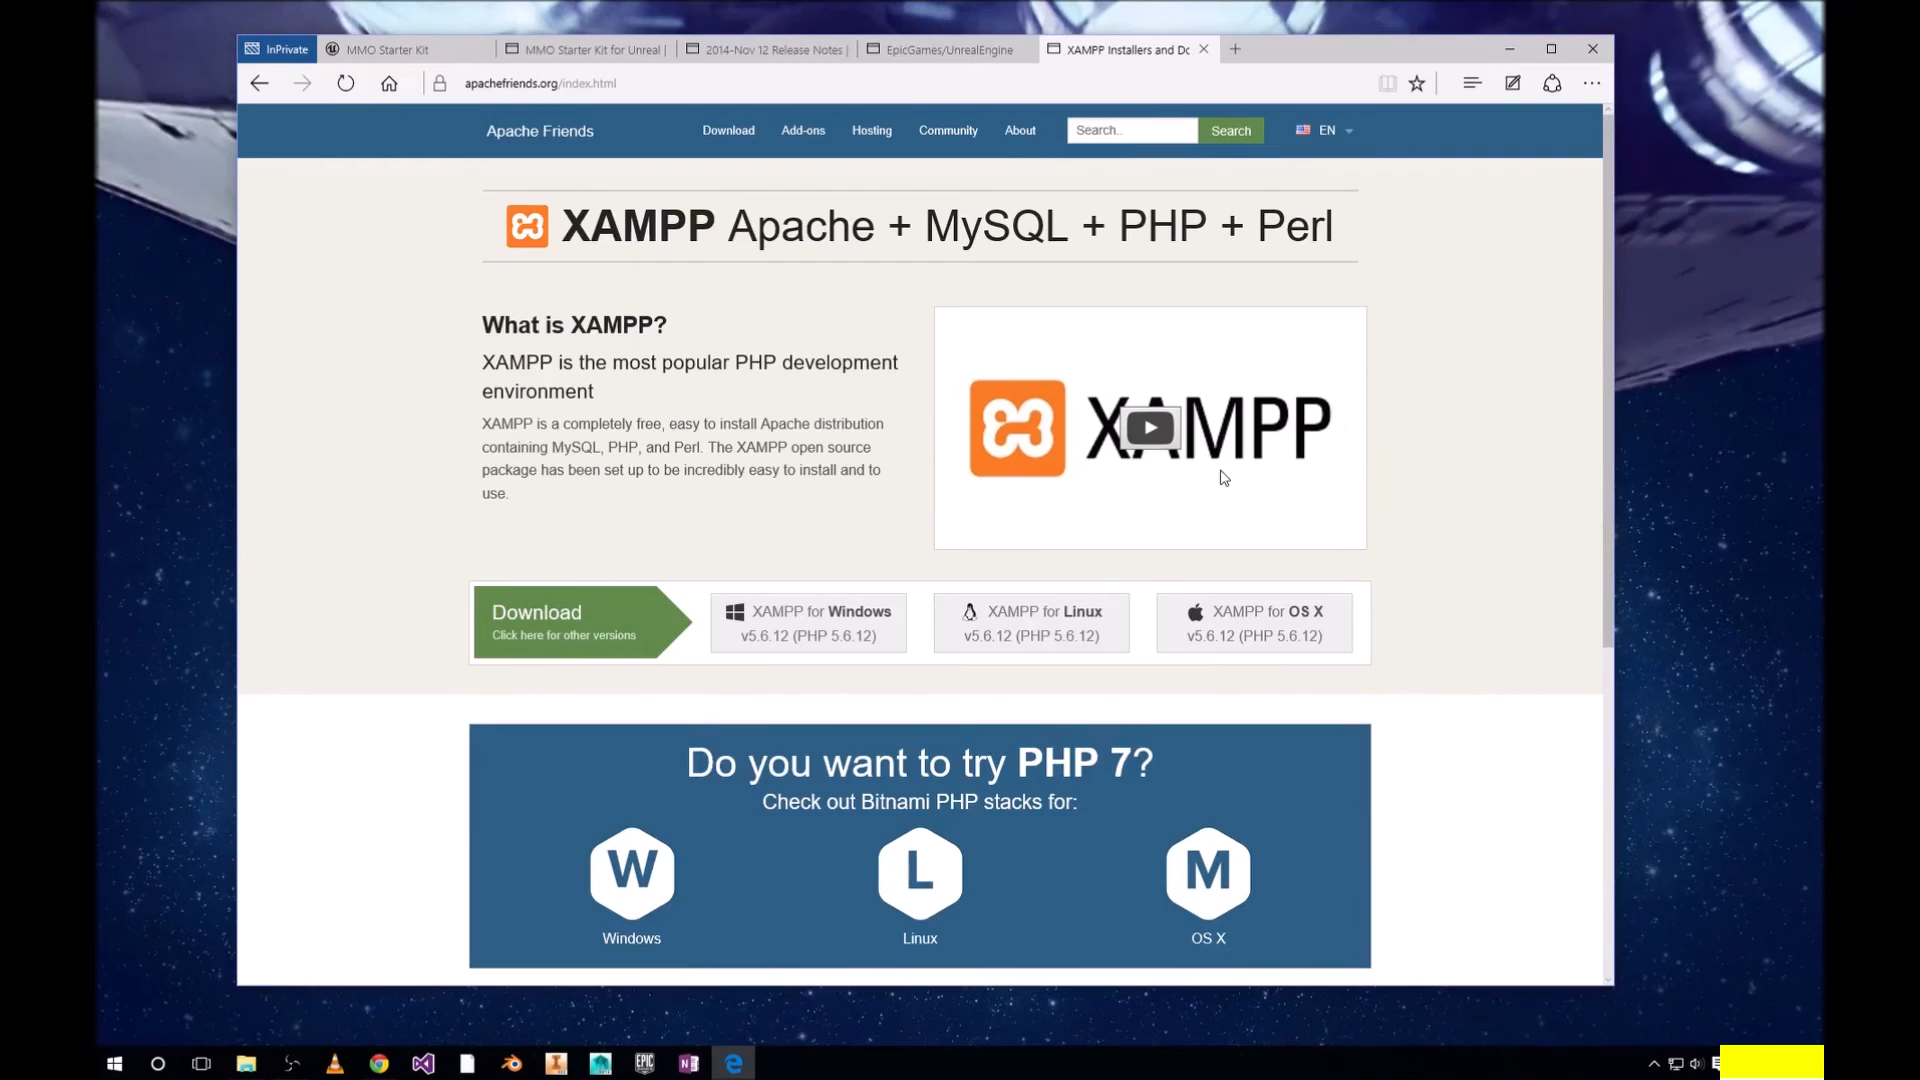 InPrivate
MMO Starter Kit
MMO Starter Kit for Unreal |
2014-Nov 12 Release Notes |
EpicGames/UnrealEngine
XAMPP Installers and Dc
apachefriends.org/index.html
Apache Friends
Download
Add-ons
Hosting
Community
About
Search..
Search
EN
XAMPP Apache + MySQL + PHP + Perl
What is XAMPP?
XAMPP is the most popular PHP development
environment
XAMPP is a completely free, easy to install Apache distribution
containing MySQL, PHP, and Perl. The XAMPP open source
package has been set up to be incredibly easy to install and to
use.
XAMPP
Download
Click here for other versions
XAMPP for Windows
v5.6.12 (PHP 5.6.12)
XAMPP for Linux
v5.6.12 (PHP 5.6.12)
XAMPP for OS X
v5.6.12 (PHP 5.6.12)
Do you want to try PHP 7?
Check out Bitnami PHP stacks for:
W
L
M
Windows
Linux
OS X
EPIC
N